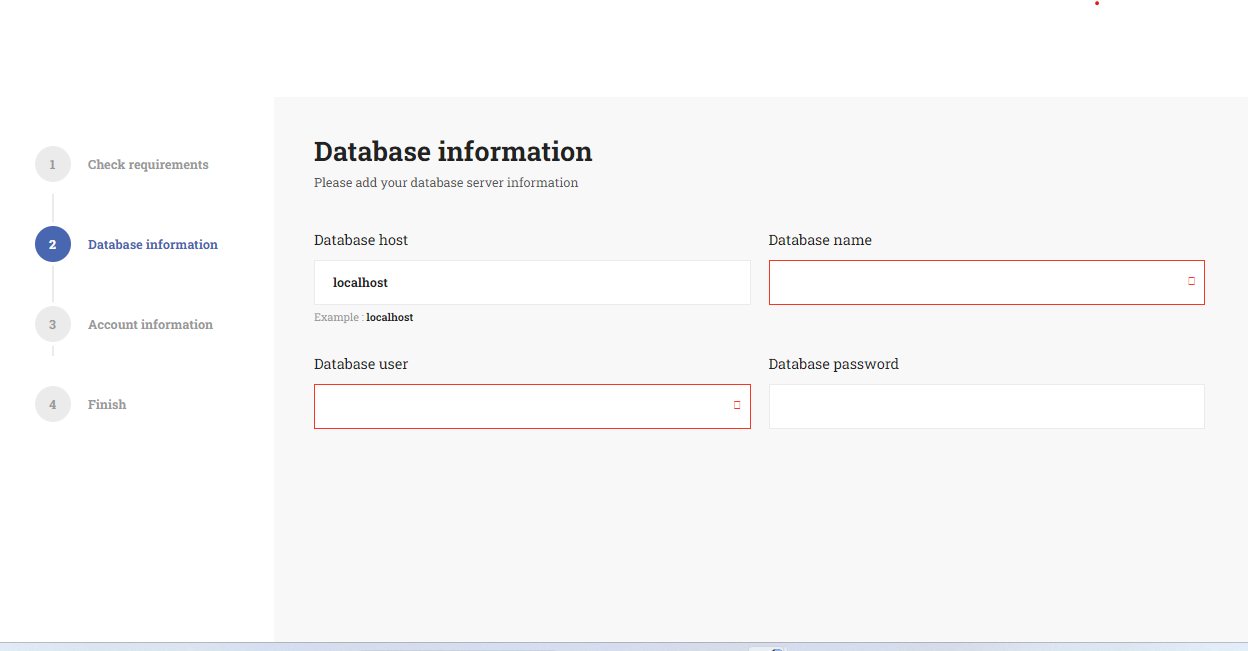 1 Check requirements
2 Database information
3 Account information
4 Finish
Database information
Please add your database server information
Database host
localhost
Example : localhost
Database name
Database user
Database password